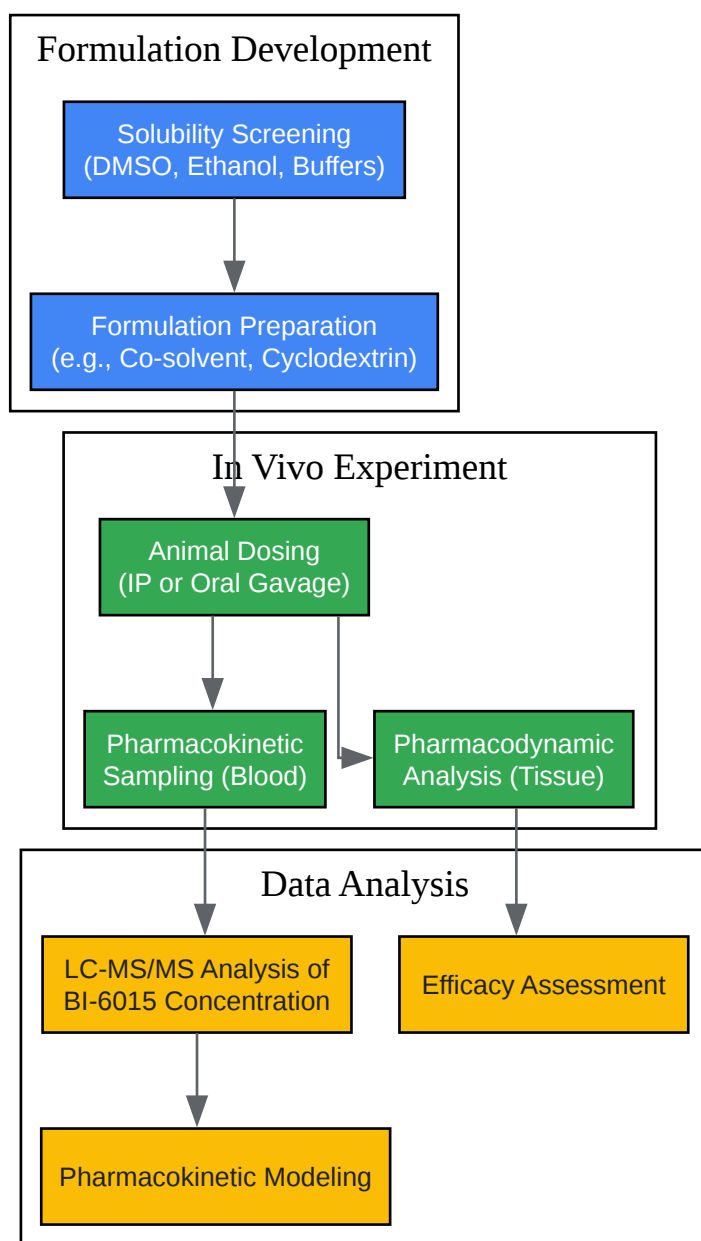 Formulation Development
Solubility Screening
(DMSO, Ethanol, Buffers)
Formulation Preparation
(e.g., Co-solvent, Cyclodextrin)
In Vivo Experiment
Animal Dosing
(IP or Oral Gavage)
Pharmacokinetic
Sampling (Blood)
Pharmacodynamic
Analysis (Tissue)
Data Analysis
LC-MS/MS Analysis of
BI-6015 Concentration
Efficacy Assessment
Pharmacokinetic Modeling